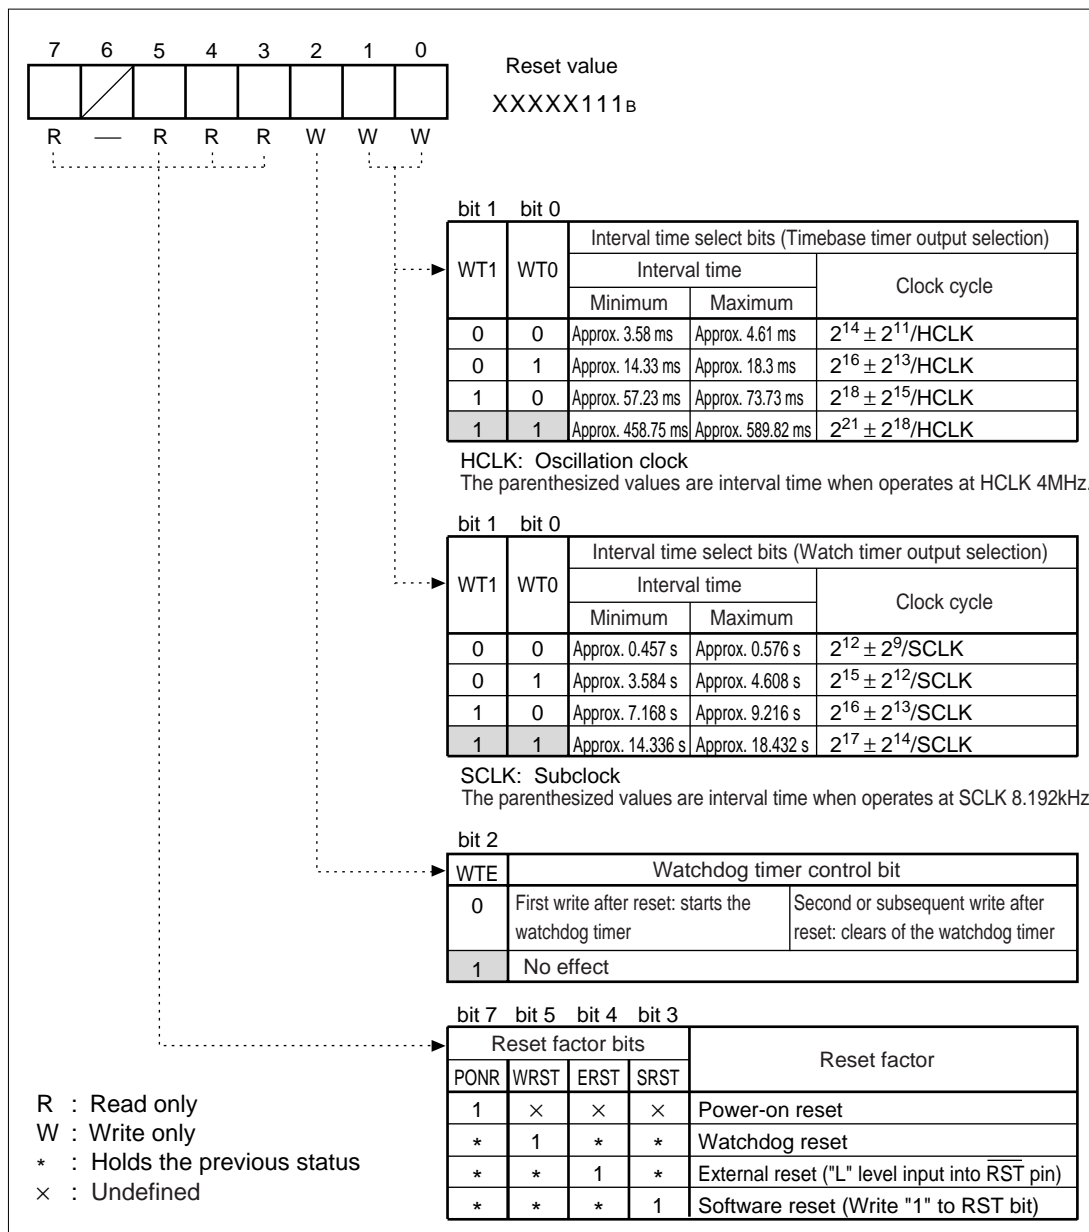 7 6 5 4 3 2 1 0
Reset value
XXXXX111B
R — R R R W W W
bit 1 bit 0
WT1 WT0 Interval time select bits (Timebase timer output selection)
Interval time Clock cycle
Minimum Maximum
0 0 Approx. 3.58 ms Approx. 4.61 ms 2^14 ± 2^11/HCLK
0 1 Approx. 14.33 ms Approx. 18.3 ms 2^16 ± 2^13/HCLK
1 0 Approx. 57.23 ms Approx. 73.73 ms 2^18 ± 2^15/HCLK
1 1 Approx. 458.75 ms Approx. 589.82 ms 2^21 ± 2^18/HCLK
HCLK: Oscillation clock
The parenthesized values are interval time when operates at HCLK 4MHz.
bit 1 bit 0
WT1 WT0 Interval time select bits (Watch timer output selection)
Interval time Clock cycle
Minimum Maximum
0 0 Approx. 0.457 s Approx. 0.576 s 2^12 ± 2^9/SCLK
0 1 Approx. 3.584 s Approx. 4.608 s 2^15 ± 2^12/SCLK
1 0 Approx. 7.168 s Approx. 9.216 s 2^16 ± 2^13/SCLK
1 1 Approx. 14.336 s Approx. 18.432 s 2^17 ± 2^14/SCLK
SCLK: Subclock
The parenthesized values are interval time when operates at SCLK 8.192kHz
bit 2
WTE Watchdog timer control bit
0 First write after reset: starts the Second or subsequent write after
watchdog timer reset: clears of the watchdog timer
1 No effect
bit 7 bit 5 bit 4 bit 3
Reset factor bits Reset factor
PONR WRST ERST SRST
1 × × × Power-on reset
* 1 * * Watchdog reset
* * 1 * External reset ("L" level input into RST pin)
* * * 1 Software reset (Write "1" to RST bit)
R : Read only
W : Write only
* : Holds the previous status
× : Undefined